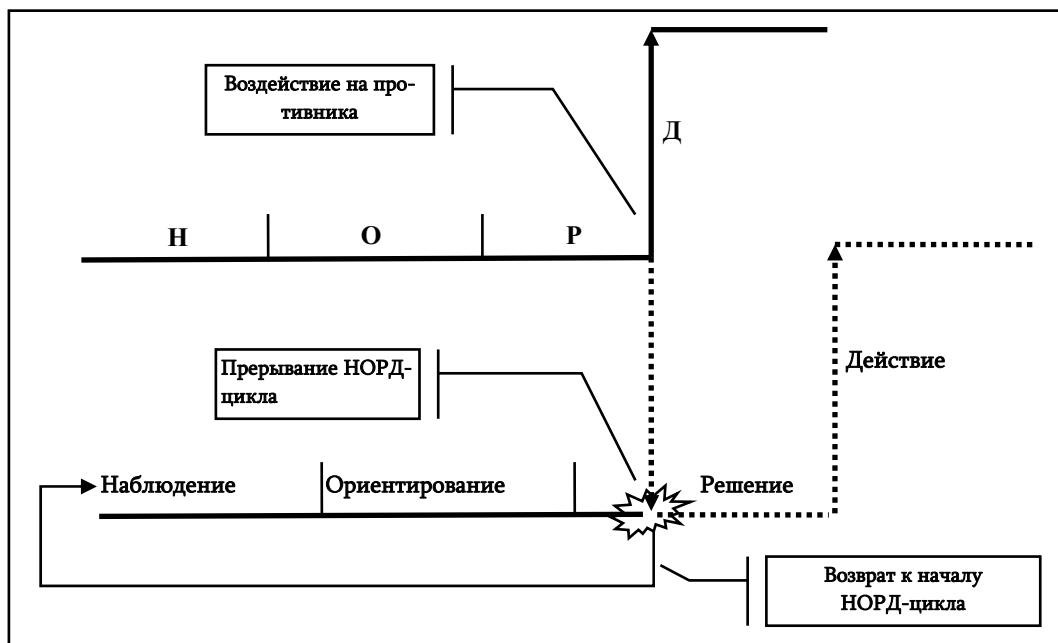 Воздействие на про-
тивника
Д
Н О Р
Прерывание НОРД-
цикла
Действие
Наблюдение Ориентирование Решение
Возврат к началу
НОРД-цикла